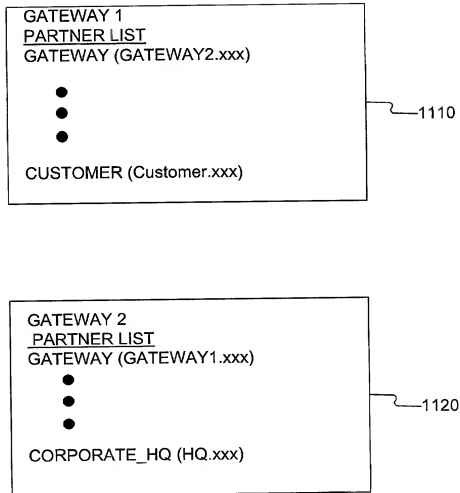 GATEWAY 1
PARTNER LIST
GATEWAY (GATEWAY2.xxx)
CUSTOMER (Customer.xxx)
1110
GATEWAY 2
PARTNER LIST
GATEWAY (GATEWAY1.xxx)
CORPORATE_HQ (HQ.xxx)
1120